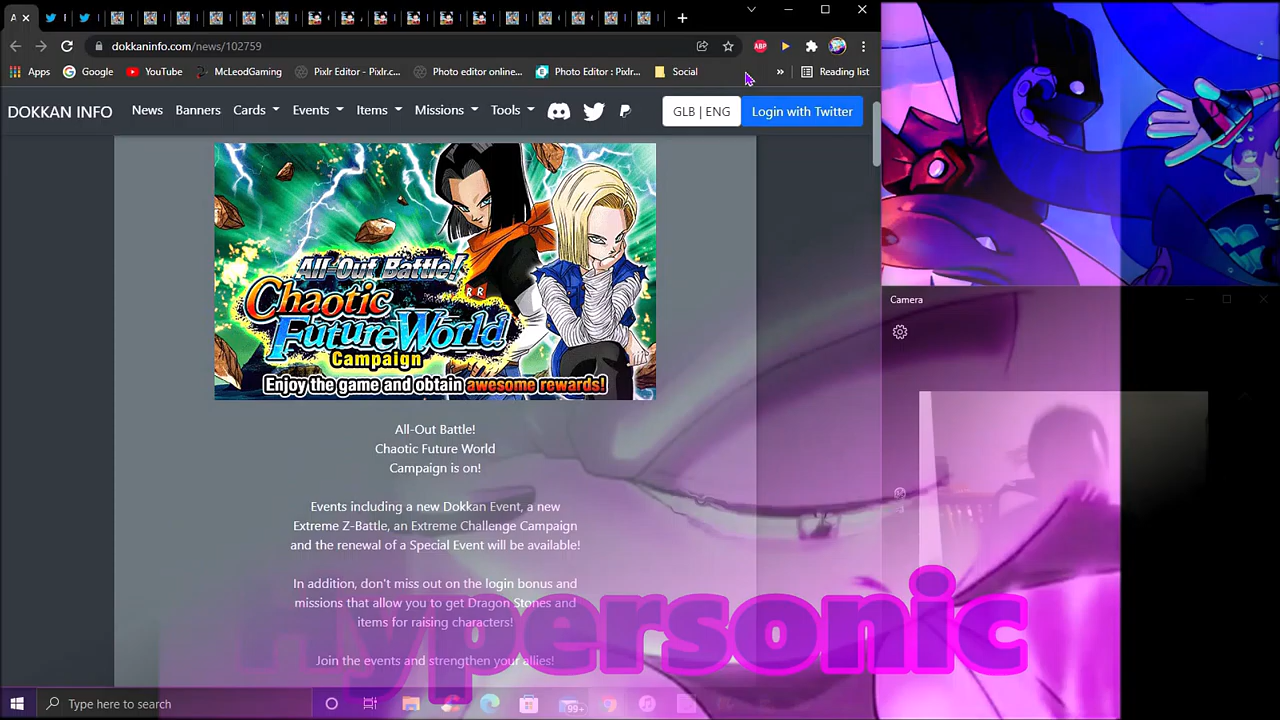 A
dokkaninfo.com/news/102759
ABP
Apps
Google
YouTube
McLeodGaming
Pixlr Editor - Pixlr.c...
Photo editor online...
Photo Editor : Pixlr...
Social
»
Reading list
DOKKAN INFO
News
Banners
Cards
Events
Items
Missions
Tools
GLB | ENG
Login with Twitter
All-Out Battle!
Chaotic
Future World
Campaign
Enjoy the game and obtain awesome rewards!
RR
All-Out Battle!
Chaotic Future World
Campaign is on!
Events including a new Dokkan Event, a new
Extreme Z-Battle, an Extreme Challenge Campaign
and the renewal of a Special Event will be available!
In addition, don't miss out on the login bonus and
missions that allow you to get Dragon Stones and
items for raising characters!
Join the events and strengthen your allies!
Camera
Hypersonic
Type here to search
99+